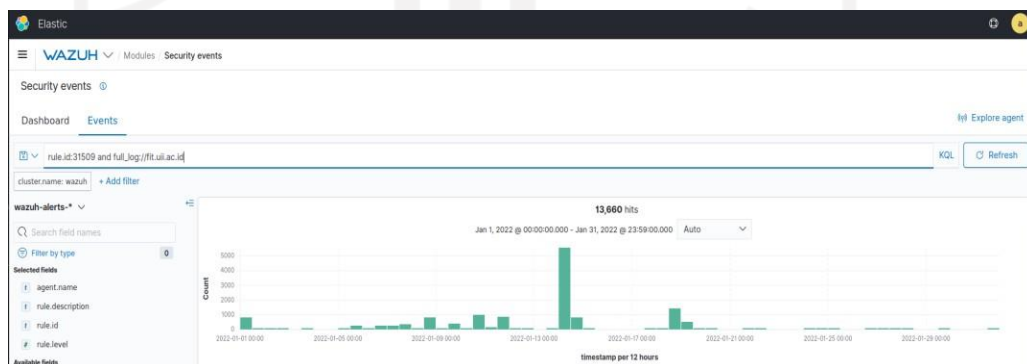 Elastic
a
WAZUH Modules Security events
Security events
Dashboard Events
Explore agent
rule.id:31509 and full_log://fit.uii.ac.id
KQL Refresh
cluster.name: wazuh + Add filter
wazuh-alerts-*
Search field names
Filter by type 0
Selected fields
t agent.name
t rule.description
t rule.id
# rule.level
Available fields
13,660 hits
Jan 1, 2022 @ 00:00:00.000 - Jan 31, 2022 @ 23:59:00.000 Auto
Count
5000
4000
3000
2000
1000
0
2022-01-01 00:00 2022-01-05 00:00 2022-01-09 00:00 2022-01-13 00:00 2022-01-17 00:00 2022-01-21 00:00 2022-01-25 00:00 2022-01-29 00:00
timestamp per 12 hours